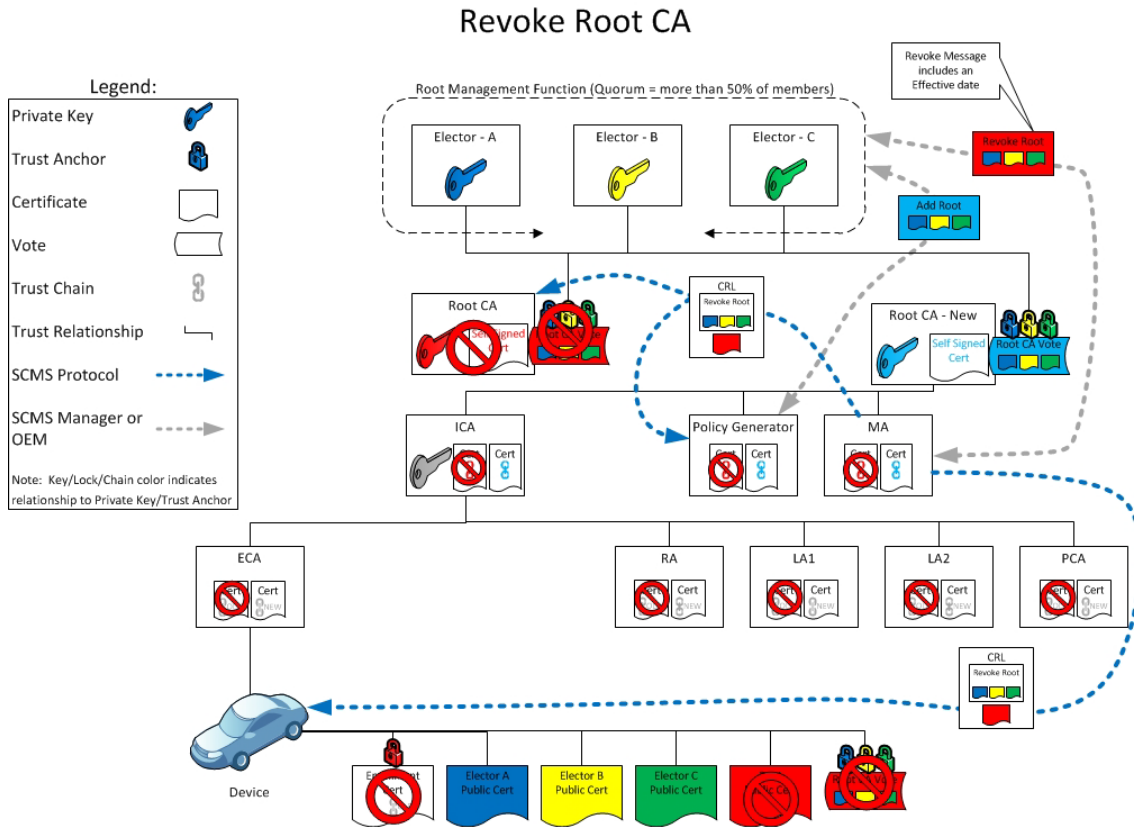 Revoke Root CA
Legend:
Private Key
Trust Anchor
Certificate
Vote
Trust Chain
Trust Relationship
SCMS Protocol
SCMS Manager or
OEM
Note:  Key/Lock/Chain color indicates
relationship to Private Key/Trust Anchor
Revoke Message
includes an
Effective date
Root Management Function (Quorum = more than 50% of members)
Elector - A
Elector - B
Elector - C
Revoke Root
Add Root
CRL
Revoke Root
Root CA
Self Signed
Cert
Root CA Vote
Root CA - New
Self Signed
Cert
Root CA Vote
ICA
Cert
Cert
Policy Generator
Cert
Cert
MA
Cert
Cert
ECA
Cert
Cert
NEW
RA
Cert
Cert
NEW
LA1
Cert
Cert
NEW
LA2
Cert
Cert
NEW
PCA
Cert
Cert
NEW
CRL
Revoke Root
Device
Cert
Elector A
Public Cert
Elector B
Public Cert
Elector C
Public Cert